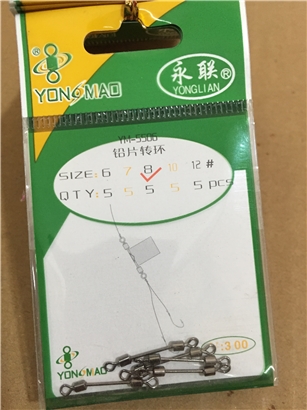 YONGMAO®
永联®
YONGLIAN
YM-5506
铅片转环
SIZE: 6 7 8 10 12 #
QTY: 5 5 5 5 5 pcs
:3.00
YONGMAO